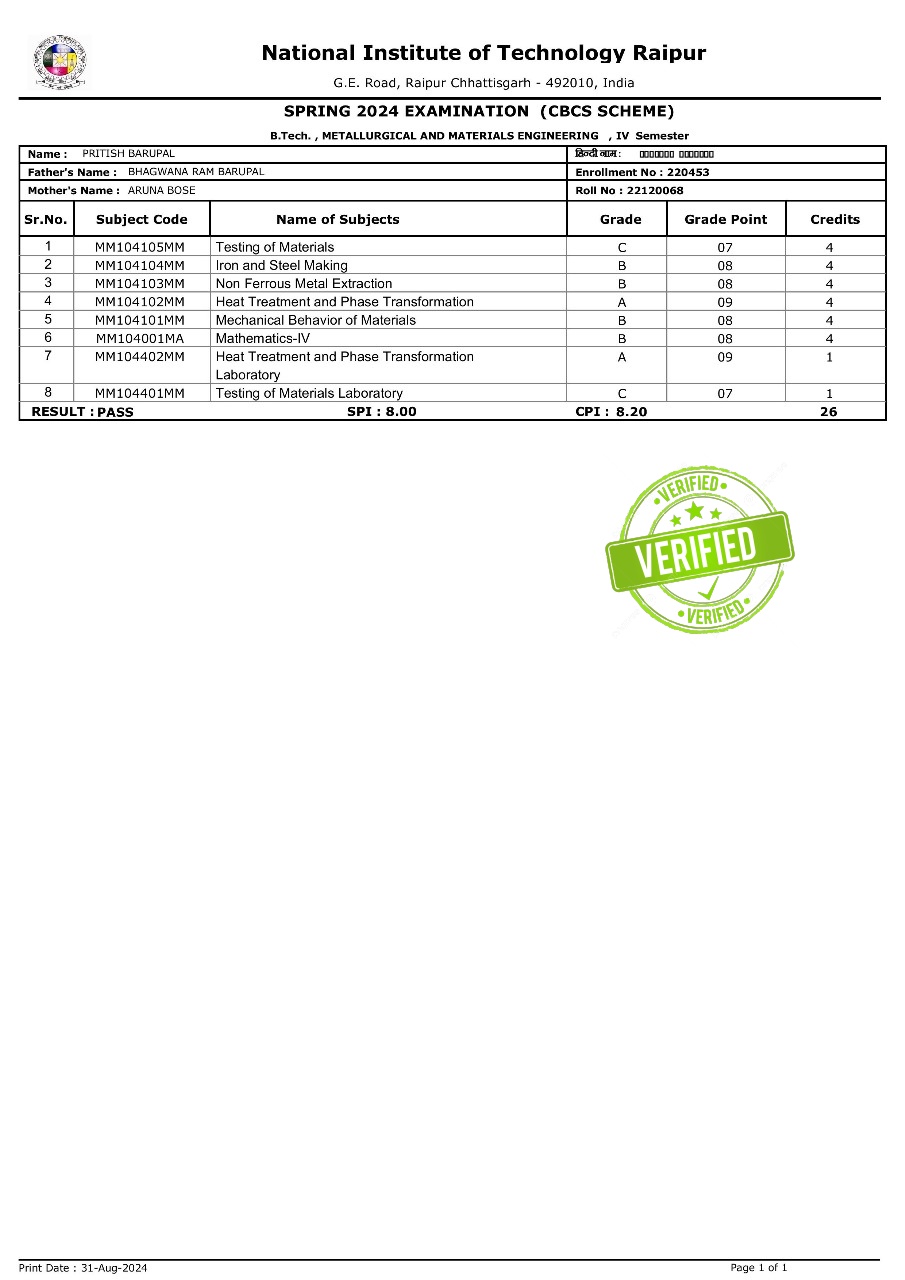 National Institute of Technology Raipur
G.E. Road, Raipur Chhattisgarh - 492010, India
SPRING 2024 EXAMINATION (CBCS SCHEME)
B.Tech. , METALLURGICAL AND MATERIALS ENGINEERING , IV Semester
Name : PRITISH BARUPAL हिन्दी नाम :
Father's Name : BHAGWANA RAM BARUPAL Enrollment No : 220453
Mother's Name : ARUNA BOSE Roll No : 22120068
Sr.No. Subject Code Name of Subjects Grade Grade Point Credits
1 MM104105MM Testing of Materials C 07 4
2 MM104104MM Iron and Steel Making B 08 4
3 MM104103MM Non Ferrous Metal Extraction B 08 4
4 MM104102MM Heat Treatment and Phase Transformation A 09 4
5 MM104101MM Mechanical Behavior of Materials B 08 4
6 MM104001MA Mathematics-IV B 08 4
7 MM104402MM Heat Treatment and Phase Transformation A 09 1
Laboratory
8 MM104401MM Testing of Materials Laboratory C 07 1
RESULT : PASS SPI : 8.00 CPI : 8.20 26
VERIFIED
VERIFIED
VERIFIED
Print Date : 31-Aug-2024 Page 1 of 1